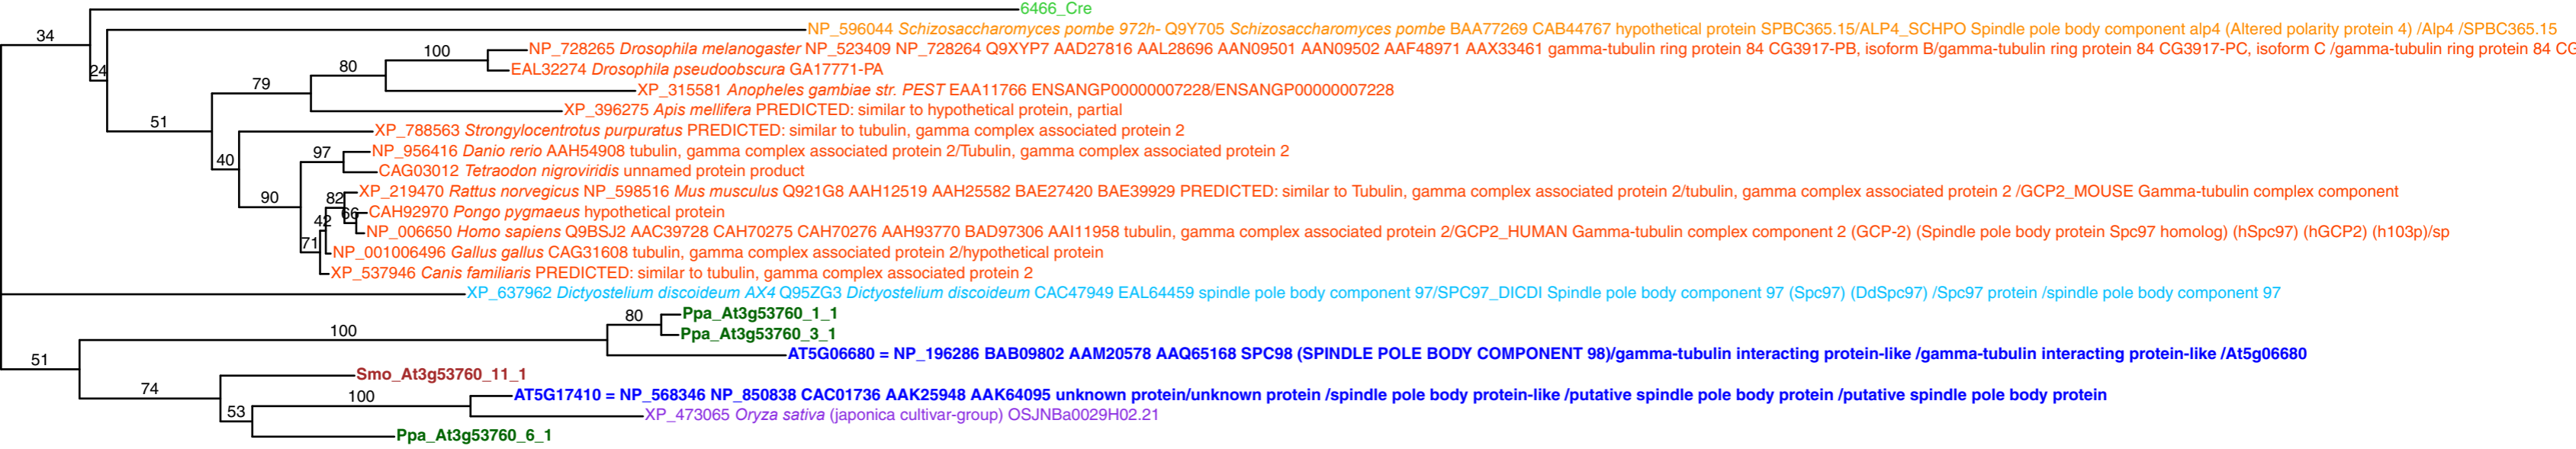 6466_Cre
34
NP_596044 Schizosaccharomyces pombe 972h- Q9Y705 Schizosaccharomyces pombe BAA77269 CAB44767 hypothetical protein SPBC365.15/ALP4_SCHPO Spindle pole body component alp4 (Altered polarity protein 4) /Alp4 /SPBC365.15
100
NP_728265 Drosophila melanogaster NP_523409 NP_728264 Q9XYP7 AAD27816 AAL28696 AAN09501 AAN09502 AAF48971 AAX33461 gamma-tubulin ring protein 84 CG3917-PB, isoform B/gamma-tubulin ring protein 84 CG3917-PC, isoform C /gamma-tubulin ring protein 84 CG
24
80
EAL32274 Drosophila pseudoobscura GA17771-PA
79
XP_315581 Anopheles gambiae str. PEST EAA11766 ENSANGP00000007228/ENSANGP00000007228
XP_396275 Apis mellifera PREDICTED: similar to hypothetical protein, partial
51
XP_788563 Strongylocentrotus purpuratus PREDICTED: similar to tubulin, gamma complex associated protein 2
97
NP_956416 Danio rerio AAH54908 tubulin, gamma complex associated protein 2/Tubulin, gamma complex associated protein 2
40
CAG03012 Tetraodon nigroviridis unnamed protein product
90
82
XP_219470 Rattus norvegicus NP_598516 Mus musculus Q921G8 AAH12519 AAH25582 BAE27420 BAE39929 PREDICTED: similar to Tubulin, gamma complex associated protein 2/tubulin, gamma complex associated protein 2 /GCP2_MOUSE Gamma-tubulin complex component
66
CAH92970 Pongo pygmaeus hypothetical protein
42
NP_006650 Homo sapiens Q9BSJ2 AAC39728 CAH70275 CAH70276 AAH93770 BAD97306 AAI11958 tubulin, gamma complex associated protein 2/GCP2_HUMAN Gamma-tubulin complex component 2 (GCP-2) (Spindle pole body protein Spc97 homolog) (hSpc97) (hGCP2) (h103p)/sp
71
NP_001006496 Gallus gallus CAG31608 tubulin, gamma complex associated protein 2/hypothetical protein
XP_537946 Canis familiaris PREDICTED: similar to tubulin, gamma complex associated protein 2
XP_637962 Dictyostelium discoideum AX4 Q95ZG3 Dictyostelium discoideum CAC47949 EAL64459 spindle pole body component 97/SPC97_DICDI Spindle pole body component 97 (Spc97) (DdSpc97) /Spc97 protein /spindle pole body component 97
80
Ppa_At3g53760_1_1
100
Ppa_At3g53760_3_1
AT5G06680 = NP_196286 BAB09802 AAM20578 AAQ65168 SPC98 (SPINDLE POLE BODY COMPONENT 98)/gamma-tubulin interacting protein-like /gamma-tubulin interacting protein-like /At5g06680
51
Smo_At3g53760_11_1
74
100
AT5G17410 = NP_568346 NP_850838 CAC01736 AAK25948 AAK64095 unknown protein/unknown protein /spindle pole body protein-like /putative spindle pole body protein /putative spindle pole body protein
53
XP_473065 Oryza sativa (japonica cultivar-group) OSJNBa0029H02.21
Ppa_At3g53760_6_1